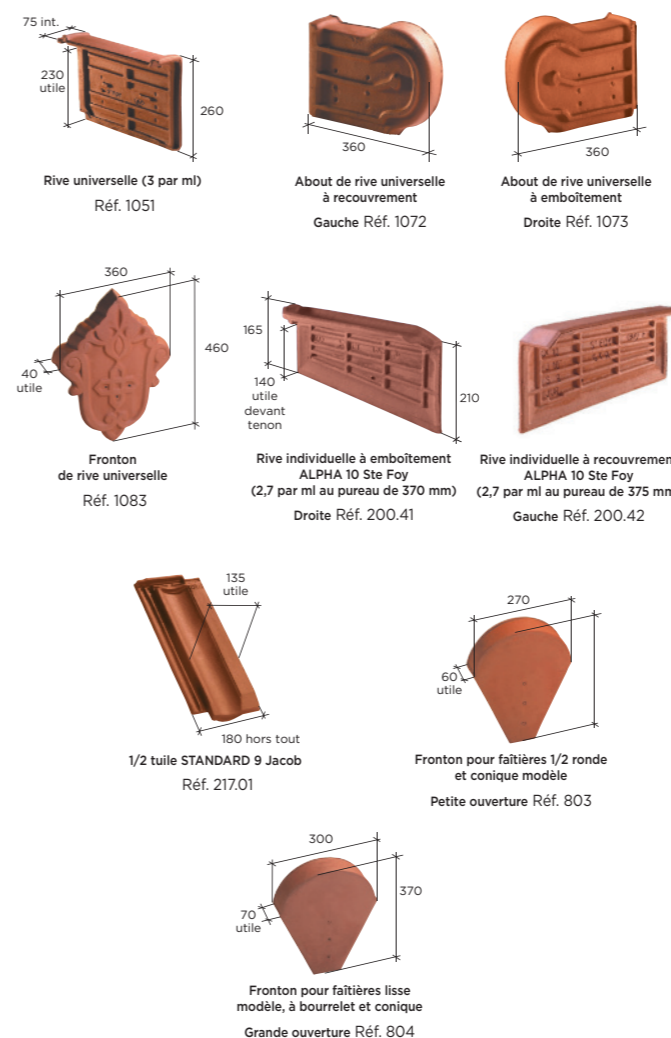 75 int.
230
utile
260
Rive universelle (3 par ml)
Réf. 1051
360
About de rive universelle
à recouvrement
Gauche Réf. 1072
360
About de rive universelle
à emboîtement
Droite Réf. 1073
360
460
40
utile
Fronton
de rive universelle
Réf. 1083
165
140
utile
devant
tenon
210
Rive individuelle à emboîtement
ALPHA 10 Ste Foy
(2,7 par ml au pureau de 370 mm)
Droite Réf. 200.41
Rive individuelle à recouvremen
ALPHA 10 Ste Foy
(2,7 par ml au pureau de 375 mm
Gauche Réf. 200.42
135
utile
180 hors tout
1/2 tuile STANDARD 9 Jacob
Réf. 217.01
270
60
utile
Fronton pour faîtières 1/2 ronde
et conique modèle
Petite ouverture Réf. 803
300
370
70
utile
Fronton pour faîtières lisse
modèle, à bourrelet et conique
Grande ouverture Réf. 804